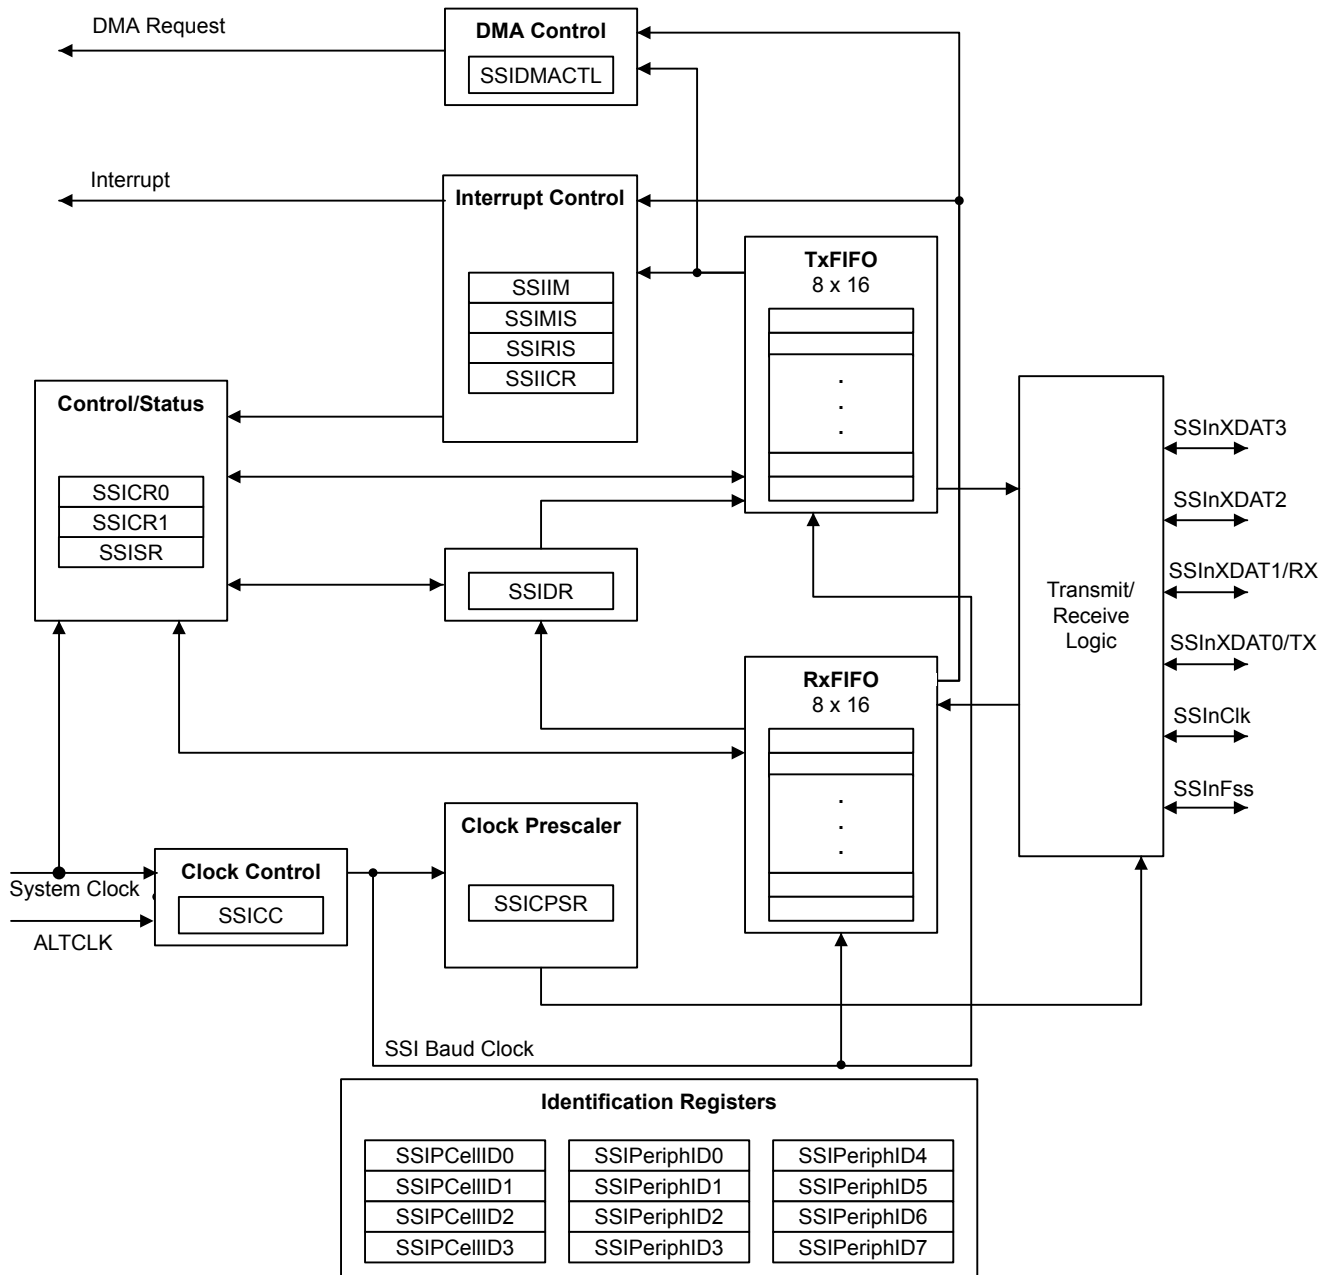 DMA Request
DMA Control
SSIDMACTL
Interrupt
Interrupt Control
SSIIM
SSIMIS
SSIRIS
SSIICR
TxFIFO
8 x 16
.
.
.
Control/Status
SSICR0
SSICR1
SSISR
SSIDR
Transmit/
Receive
Logic
SSInXDAT3
SSInXDAT2
SSInXDAT1/RX
SSInXDAT0/TX
SSInClk
SSInFss
RxFIFO
8 x 16
.
.
.
Clock Prescaler
SSICPSR
Clock Control
SSICC
System Clock
ALTCLK
SSI Baud Clock
Identification Registers
SSIPCellID0
SSIPCellID1
SSIPCellID2
SSIPCellID3
SSIPeriphID0
SSIPeriphID1
SSIPeriphID2
SSIPeriphID3
SSIPeriphID4
SSIPeriphID5
SSIPeriphID6
SSIPeriphID7